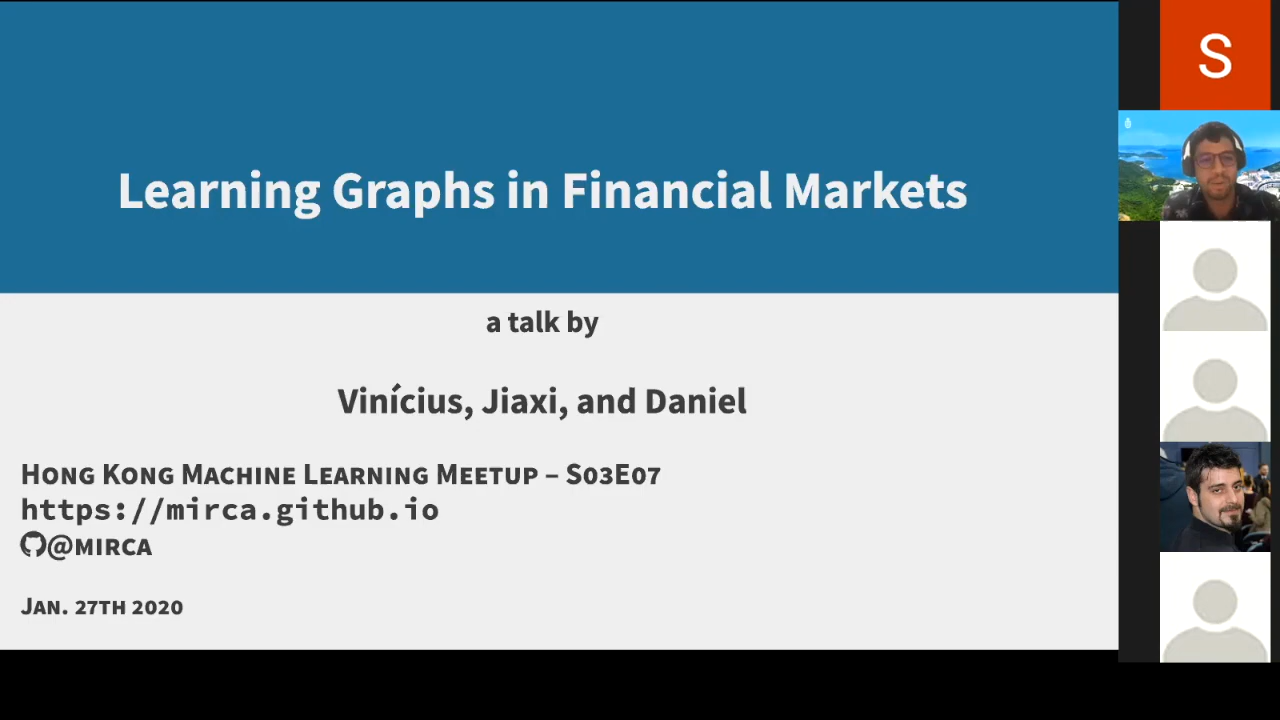 Learning Graphs in Financial Markets
a talk by
Vinícius, Jiaxi, and Daniel
Hong Kong Machine Learning Meetup – S03E07
https://mirca.github.io
@mirca
Jan. 27th 2020
S